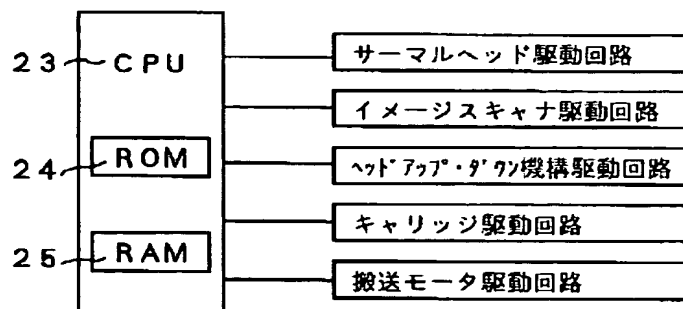 23 CPU
24 ROM
25 RAM
サーマルヘッド駆動回路
イメージスキャナ駆動回路
ヘッドアップ・ダウン機構駆動回路
キャリッジ駆動回路
搬送モータ駆動回路